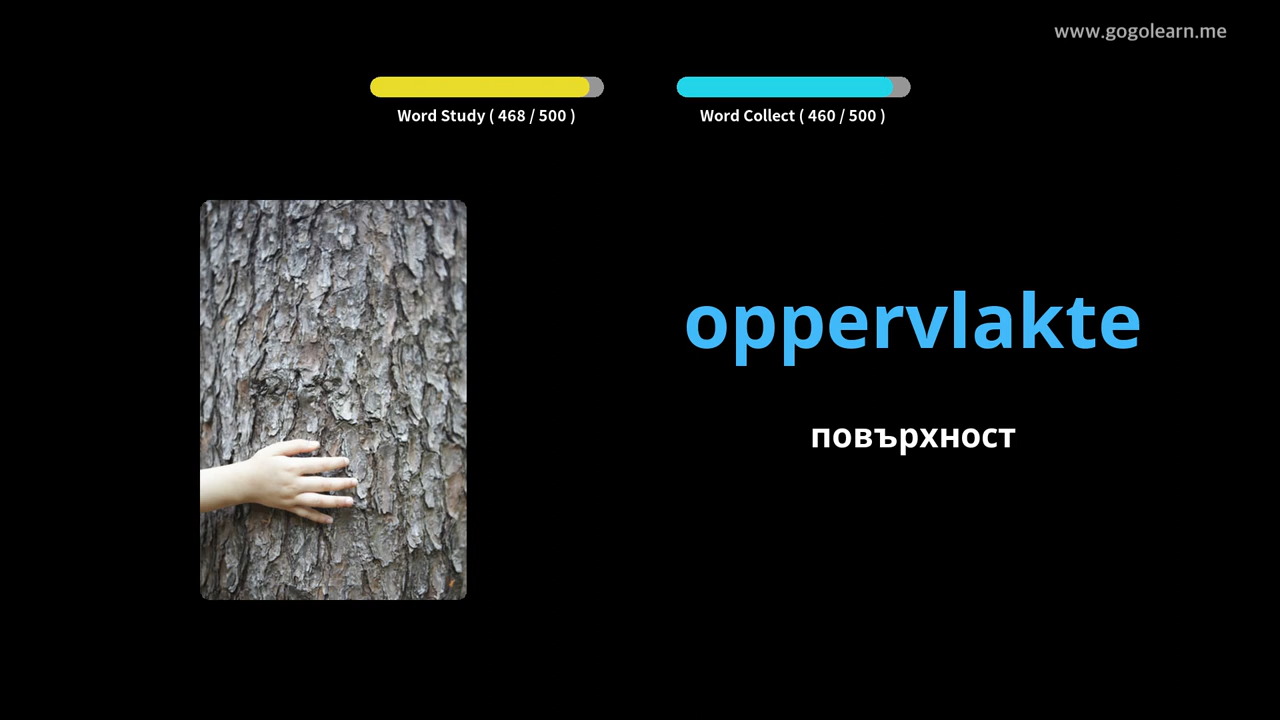 www.gogolearn.me
Word Study ( 468 / 500 )
Word Collect ( 460 / 500 )
oppervlakte
повърхност